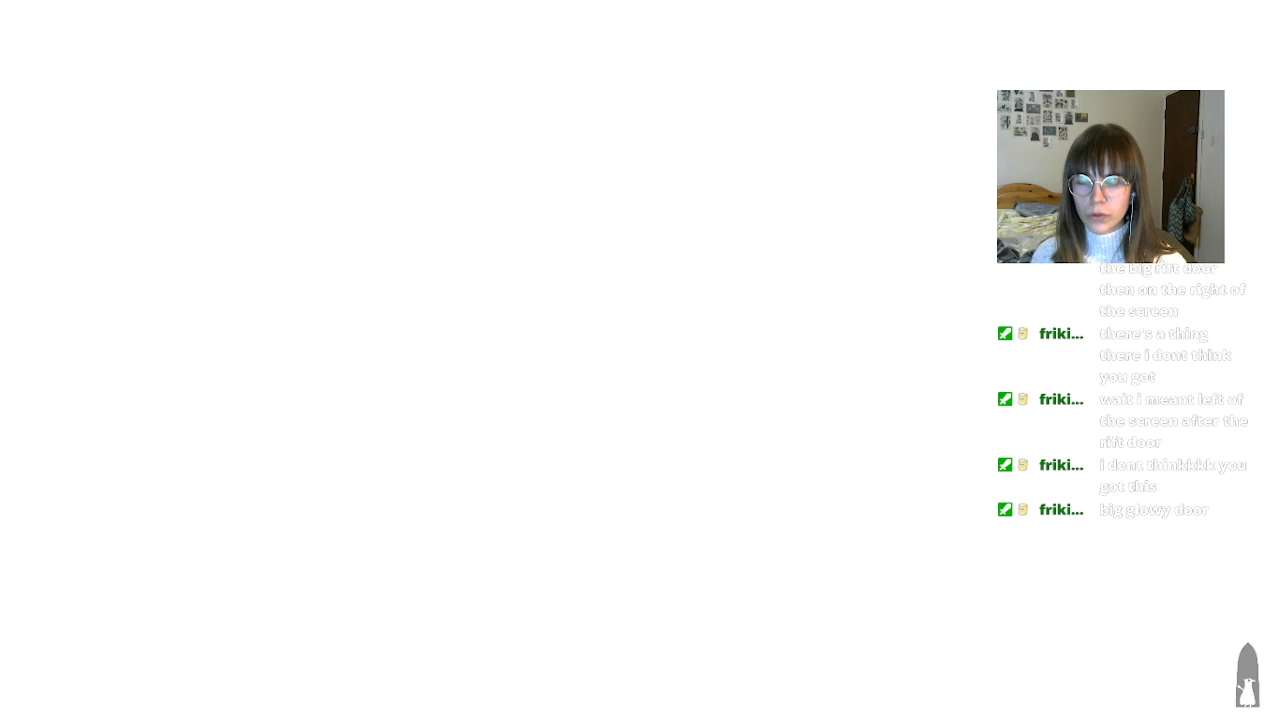 the big rift door
then on the right of
the screen
friki... there's a thing
there i dont think
you got
friki... wait i meant left of
the screen after the
rift door
friki... i dont thinkkkk you
got this
friki... big glowy door